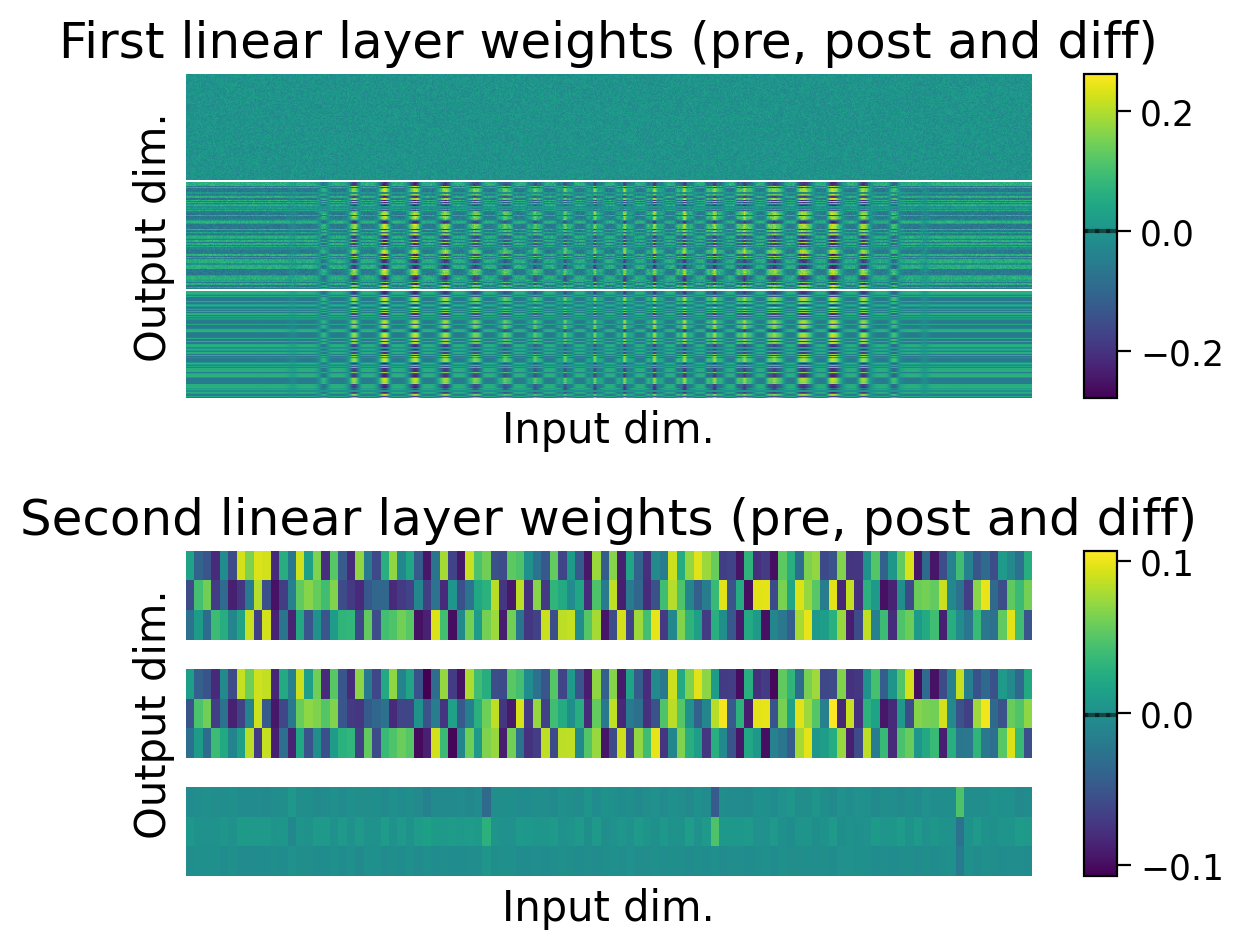 First linear layer weights (pre, post and diff)
Output dim.
0.2
0.0
−0.2
Input dim.
Second linear layer weights (pre, post and diff)
Output dim.
0.1
0.0
−0.1
Input dim.